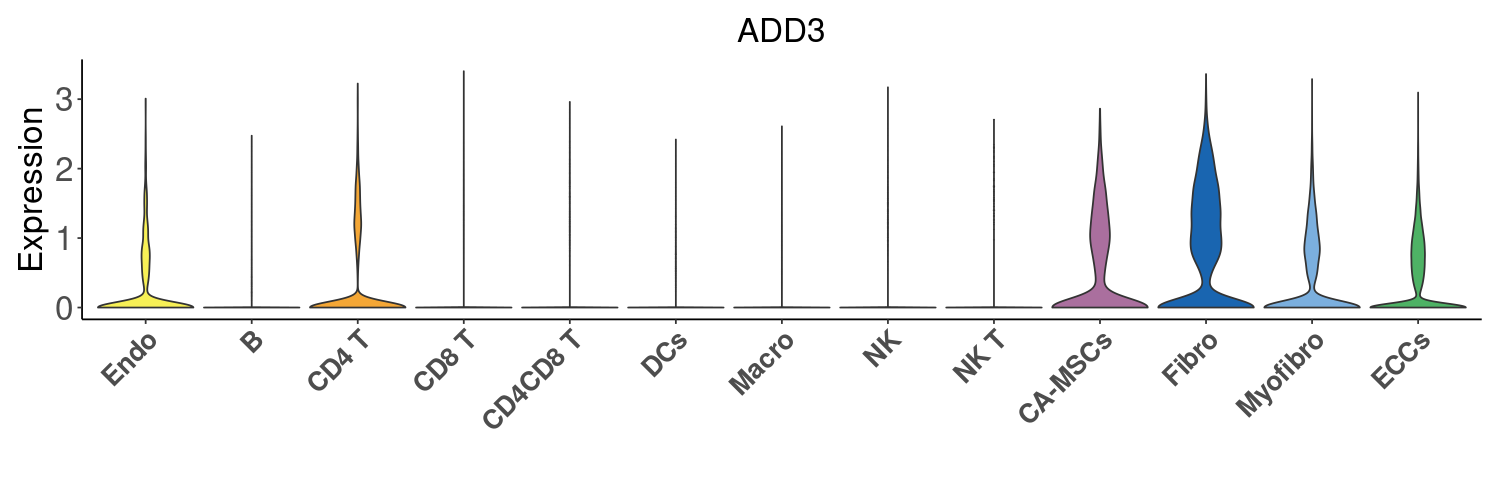 ADD3
Expression
3
2
1
0
Endo
B
CD4 T
CD8 T
CD4CD8 T
DCs
Macro
NK
NK T
CA-MSCs
Fibro
Myofibro
ECCs